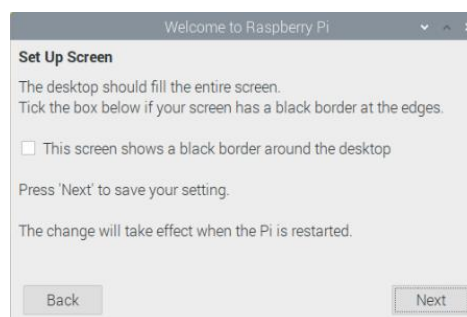 Welcome to Raspberry Pi
Set Up Screen
The desktop should fill the entire screen.
Tick the box below if your screen has a black border at the edges.
This screen shows a black border around the desktop
Press 'Next' to save your setting.
The change will take effect when the Pi is restarted.
Back
Next